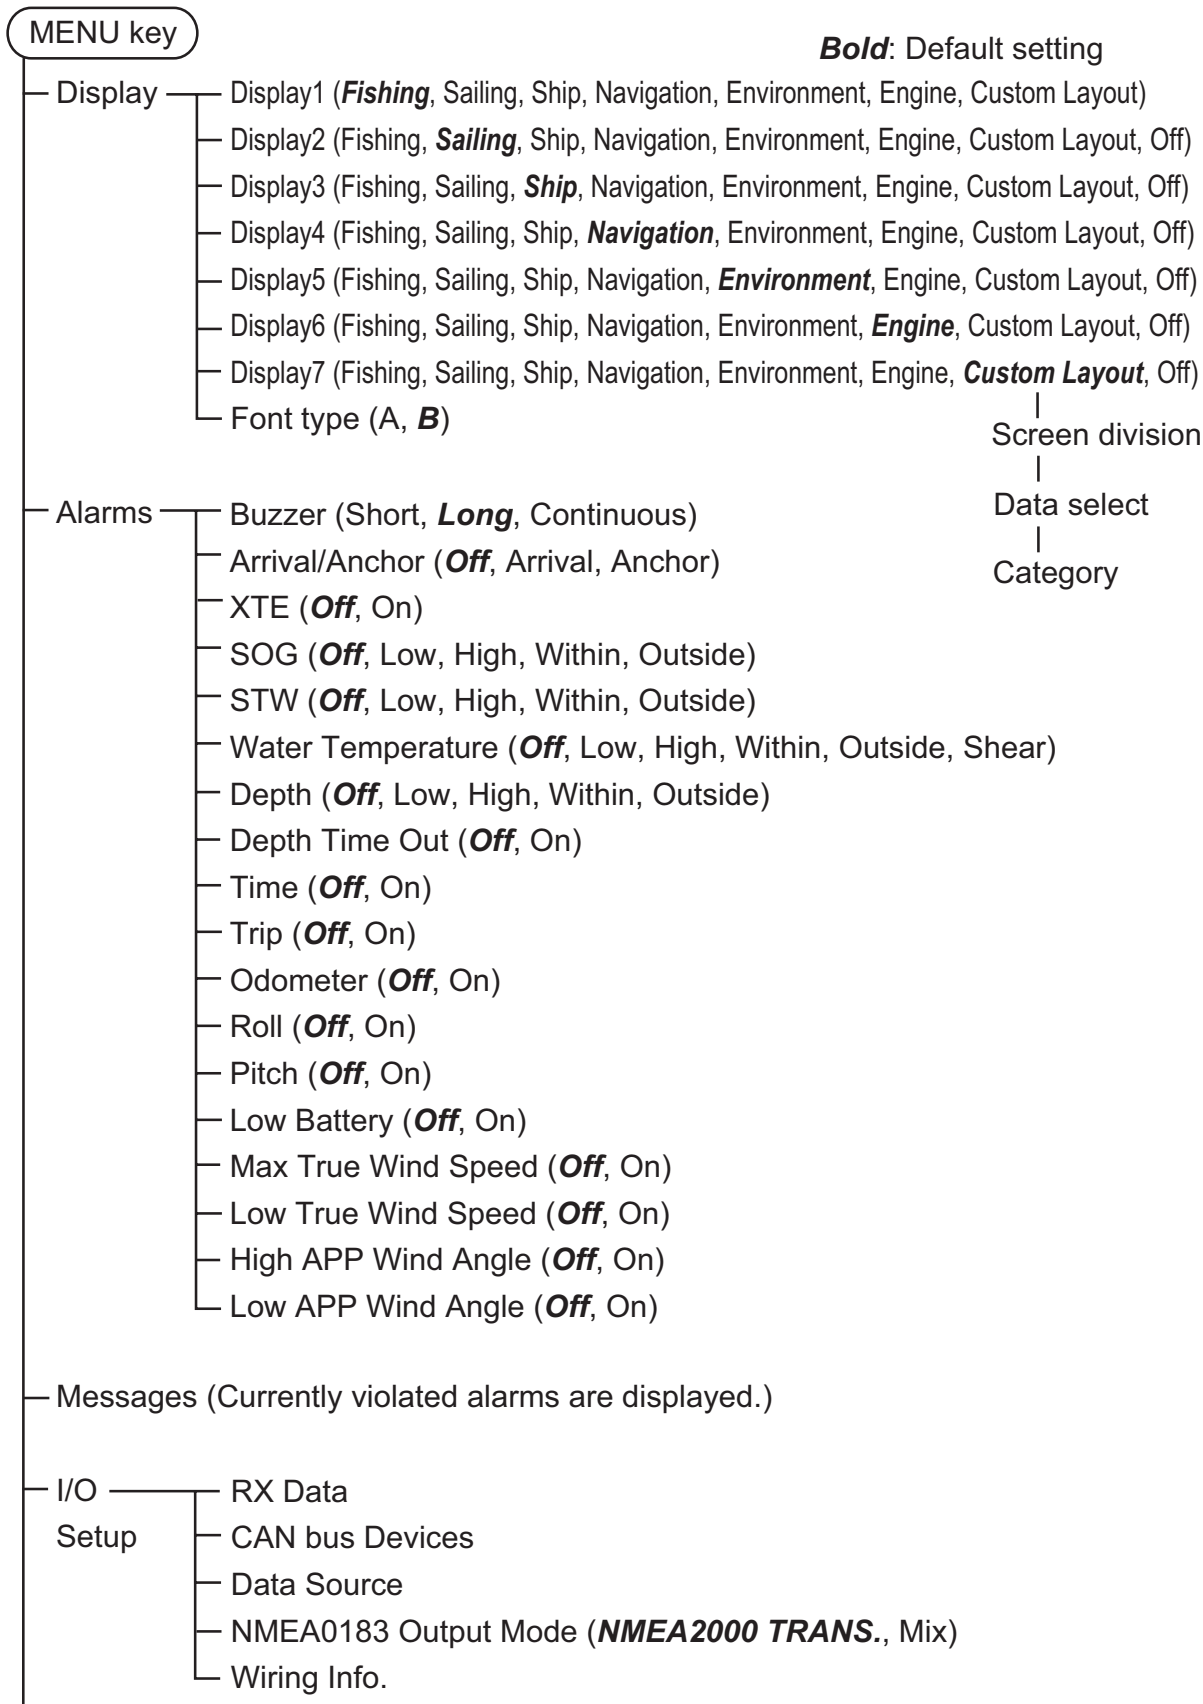 MENU key
Bold: Default setting
Display
Display1 (Fishing, Sailing, Ship, Navigation, Environment, Engine, Custom Layout)
Display2 (Fishing, Sailing, Ship, Navigation, Environment, Engine, Custom Layout, Off)
Display3 (Fishing, Sailing, Ship, Navigation, Environment, Engine, Custom Layout, Off)
Display4 (Fishing, Sailing, Ship, Navigation, Environment, Engine, Custom Layout, Off)
Display5 (Fishing, Sailing, Ship, Navigation, Environment, Engine, Custom Layout, Off)
Display6 (Fishing, Sailing, Ship, Navigation, Environment, Engine, Custom Layout, Off)
Display7 (Fishing, Sailing, Ship, Navigation, Environment, Engine, Custom Layout, Off)
Font type (A, B)
Screen division
Data select
Category
Alarms
Buzzer (Short, Long, Continuous)
Arrival/Anchor (Off, Arrival, Anchor)
XTE (Off, On)
SOG (Off, Low, High, Within, Outside)
STW (Off, Low, High, Within, Outside)
Water Temperature (Off, Low, High, Within, Outside, Shear)
Depth (Off, Low, High, Within, Outside)
Depth Time Out (Off, On)
Time (Off, On)
Trip (Off, On)
Odometer (Off, On)
Roll (Off, On)
Pitch (Off, On)
Low Battery (Off, On)
Max True Wind Speed (Off, On)
Low True Wind Speed (Off, On)
High APP Wind Angle (Off, On)
Low APP Wind Angle (Off, On)
Messages (Currently violated alarms are displayed.)
I/O
Setup
RX Data
CAN bus Devices
Data Source
NMEA0183 Output Mode (NMEA2000 TRANS., Mix)
Wiring Info.